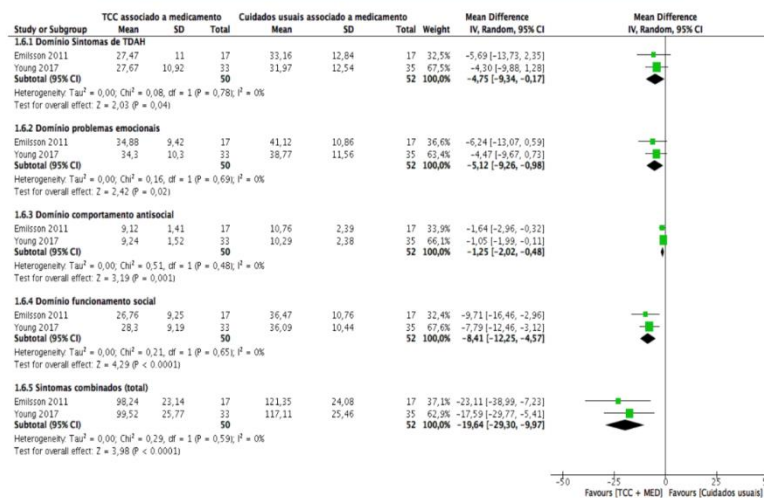 TCC associado a medicamento Cuidados usuais associado a medicamento Mean Difference Mean Difference
Study or Subgroup Mean SD Total Mean SD Total Weight IV, Random, 95% CI IV, Random, 95% CI
1.6.1 Domínio Sintomas de TDAH
Emilsson 2011 27,47 11 17 33,16 12,84 17 32,5% -5,69 [-13,73, 2,35]
Young 2017 27,67 10,92 33 31,97 12,54 35 67,5% -4,30 [-9,88, 1,28]
Subtotal (95% CI) 50 52 100,0% -4,75 [-9,34, -0,17]
Heterogeneity: Tau² = 0,00; Chi² = 0,08, df = 1 (P = 0,78); I² = 0%
Test for overall effect: Z = 2,03 (P = 0,04)
1.6.2 Domínio problemas emocionais
Emilsson 2011 34,88 9,42 17 41,12 10,86 17 36,6% -6,24 [-13,07, 0,59]
Young 2017 34,3 10,3 33 38,77 11,56 35 63,4% -4,47 [-9,67, 0,73]
Subtotal (95% CI) 50 52 100,0% -5,12 [-9,26, -0,98]
Heterogeneity: Tau² = 0,00; Chi² = 0,16, df = 1 (P = 0,69); I² = 0%
Test for overall effect: Z = 2,42 (P = 0,02)
1.6.3 Domínio comportamento antisocial
Emilsson 2011 9,12 1,41 17 10,76 2,39 17 33,9% -1,64 [-2,96, -0,32]
Young 2017 9,24 1,52 33 10,29 2,38 35 66,1% -1,05 [-1,99, -0,11]
Subtotal (95% CI) 50 52 100,0% -1,25 [-2,02, -0,48]
Heterogeneity: Tau² = 0,00; Chi² = 0,51, df = 1 (P = 0,48); I² = 0%
Test for overall effect: Z = 3,19 (P = 0,001)
1.6.4 Domínio funcionamento social
Emilsson 2011 26,76 9,25 17 36,47 10,76 17 32,4% -9,71 [-16,46, -2,96]
Young 2017 28,3 9,19 33 36,09 10,44 35 67,6% -7,79 [-12,46, -3,12]
Subtotal (95% CI) 50 52 100,0% -8,41 [-12,25, -4,57]
Heterogeneity: Tau² = 0,00; Chi² = 0,21, df = 1 (P = 0,65); I² = 0%
Test for overall effect: Z = 4,29 (P < 0,0001)
1.6.5 Sintomas combinados (total)
Emilsson 2011 98,24 23,14 17 121,35 24,08 17 37,1% -23,11 [-38,99, -7,23]
Young 2017 99,52 25,77 33 117,11 25,46 35 62,9% -17,59 [-29,77, -5,41]
Subtotal (95% CI) 50 52 100,0% -19,64 [-29,30, -9,97]
Heterogeneity: Tau² = 0,00; Chi² = 0,29, df = 1 (P = 0,59); I² = 0%
Test for overall effect: Z = 3,98 (P < 0,0001)
-50 -25 0 25 50
Favours [TCC + MED] Favours [Cuidados usuais]